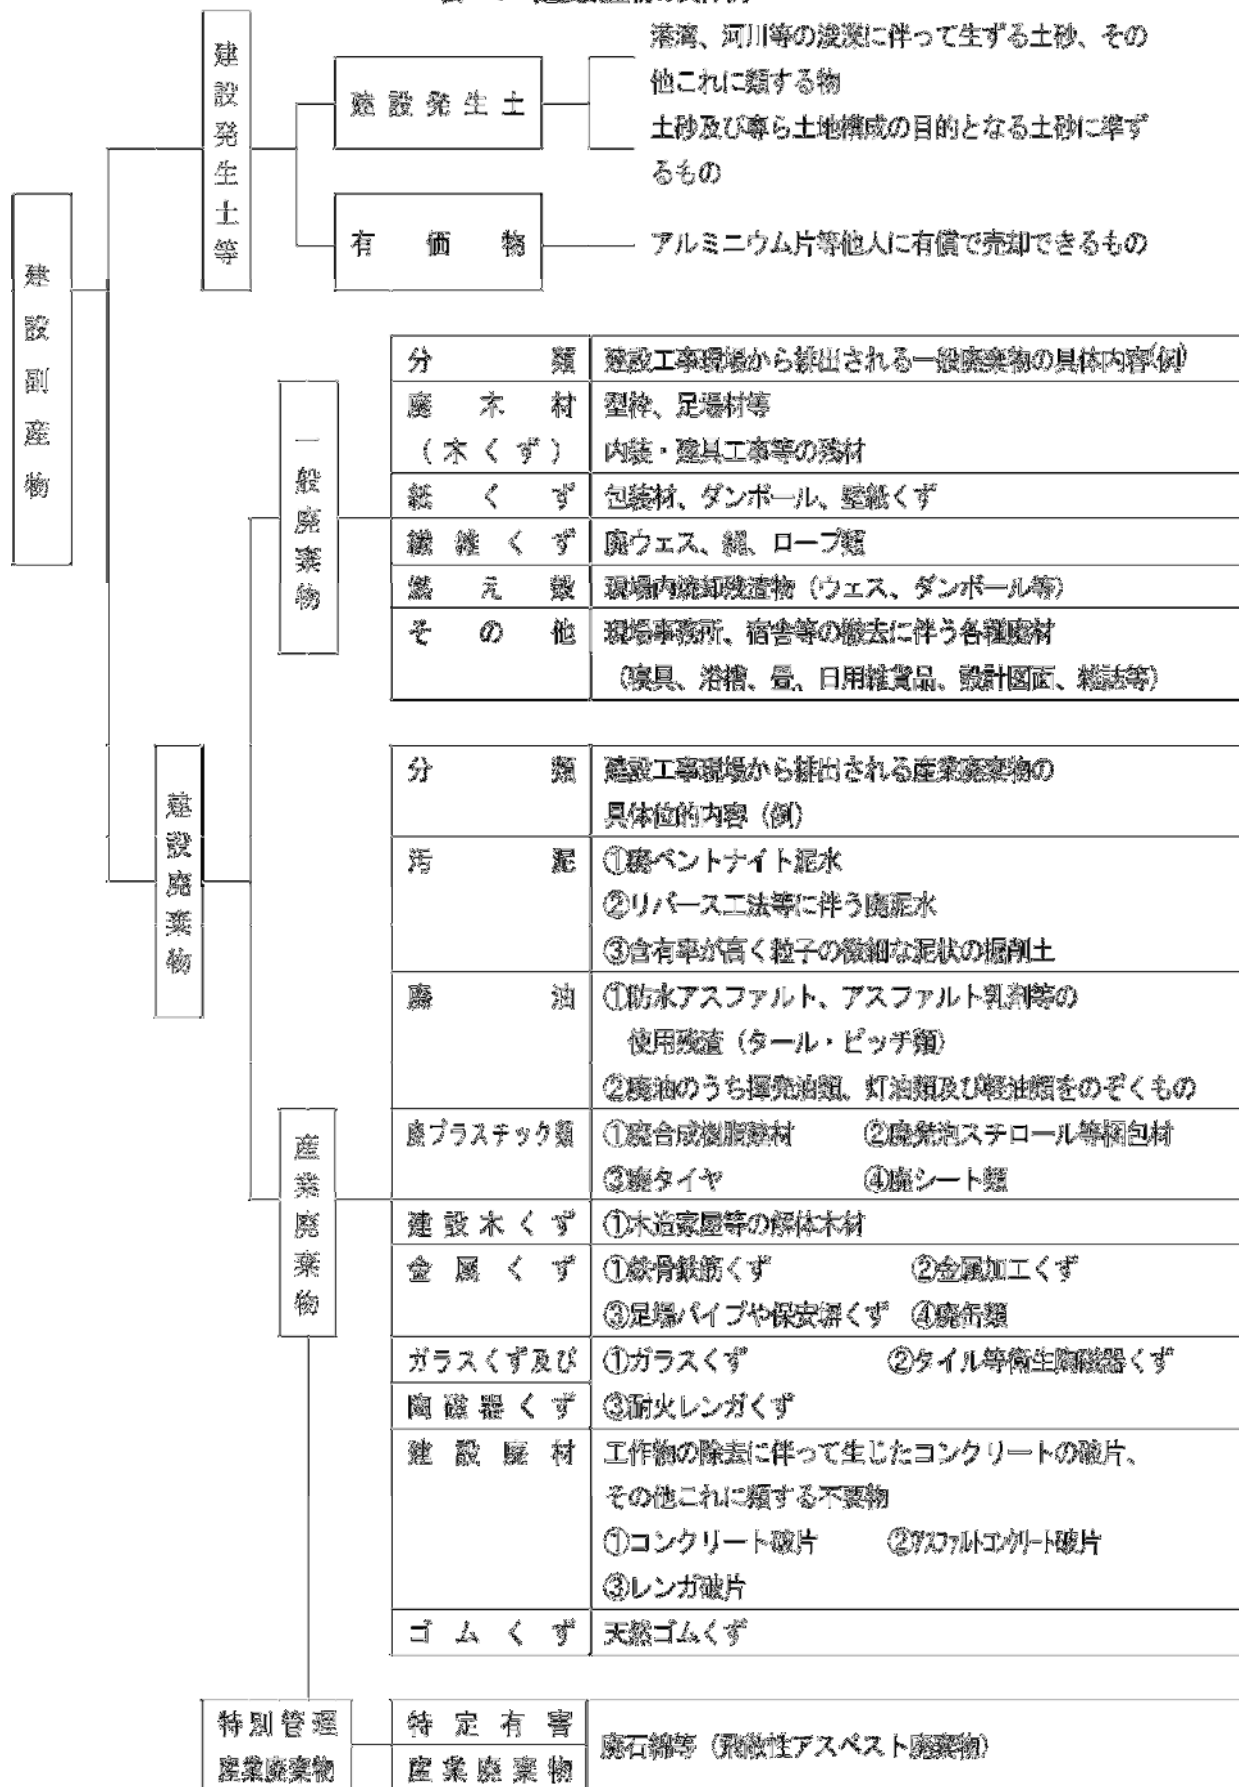 建設副産物
建設発生土等
建設発生土
港湾、河川等の浚渫に伴って生ずる土砂、その
他これに類する物
土砂及び専ら土地構成の目的となる土砂に準ず
るもの
有価物
アルミニウム片等他人に有償で売却できるもの
建設廃棄物
一般廃棄物
分類 建設工事現場から排出される一般廃棄物の具体内容(例)
廃木材 型枠、足場材等
(木くず) 内装・建具工事等の残材
紙くず 包装材、ダンボール、壁紙くず
繊維くず 廃ウェス、縄、ロープ類
燃え殻 現場内焼却残渣物(ウェス、ダンボール等)
その他 現場事務所、宿舎等の撤去に伴う各種廃材
(寝具、浴槽、畳、日用雑貨品、設計図面、雑誌等)
産業廃棄物
分類 建設工事現場から排出される産業廃棄物の
具体位的内容(例)
汚泥 ①廃ベントナイト泥水
②リバース工法等に伴う廃泥水
③含有率が高く粒子の微細な泥状の掘削土
廃油 ①防水アスファルト、アスファルト乳剤等の
使用残渣(タール・ピッチ類)
②廃油のうち揮発油類、灯油類及び軽油類をのぞくもの
廃プラスチック類 ①廃合成樹脂建材 ②廃発泡スチロール等梱包材
③廃タイヤ ④廃シート類
建設木くず ①木造家屋等の解体木材
金属くず ①鉄骨鉄筋くず ②金属加工くず
③足場パイプや保安塀くず ④廃缶類
ガラスくず及び ①ガラスくず ②タイル等衛生陶磁器くず
陶磁器くず ③耐火レンガくず
建設廃材 工作物の除去に伴って生じたコンクリートの破片、
その他これに類する不要物
①コンクリート破片 ②アスファルトコンクリート破片
③レンガ破片
ゴムくず 天然ゴムくず
特別管理
産業廃棄物
特定有害
産業廃棄物
廃石綿等(飛散性アスベスト廃棄物)